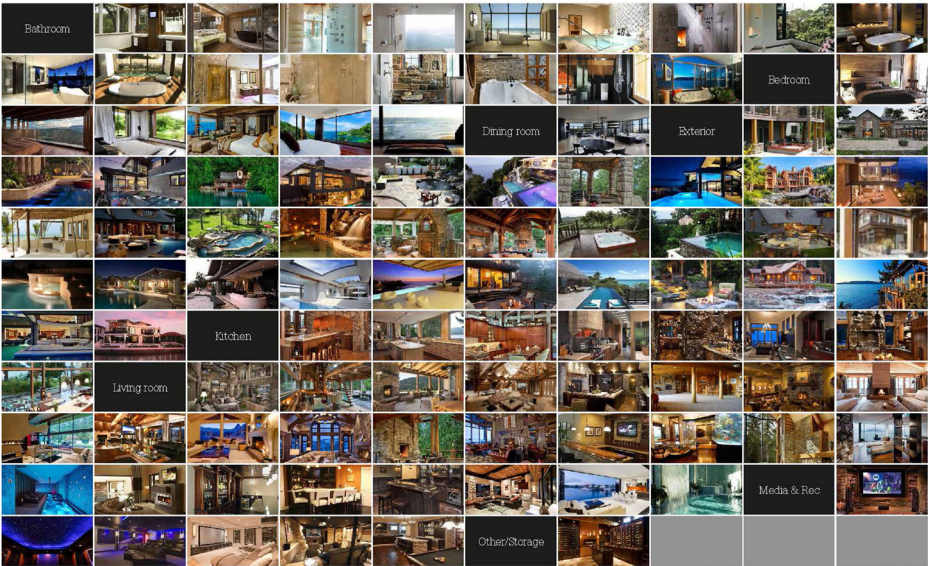 Bathroom
Bedroom
Dining room
Exterior
Kitchen
Living room
Media & Rec
Other/Storage